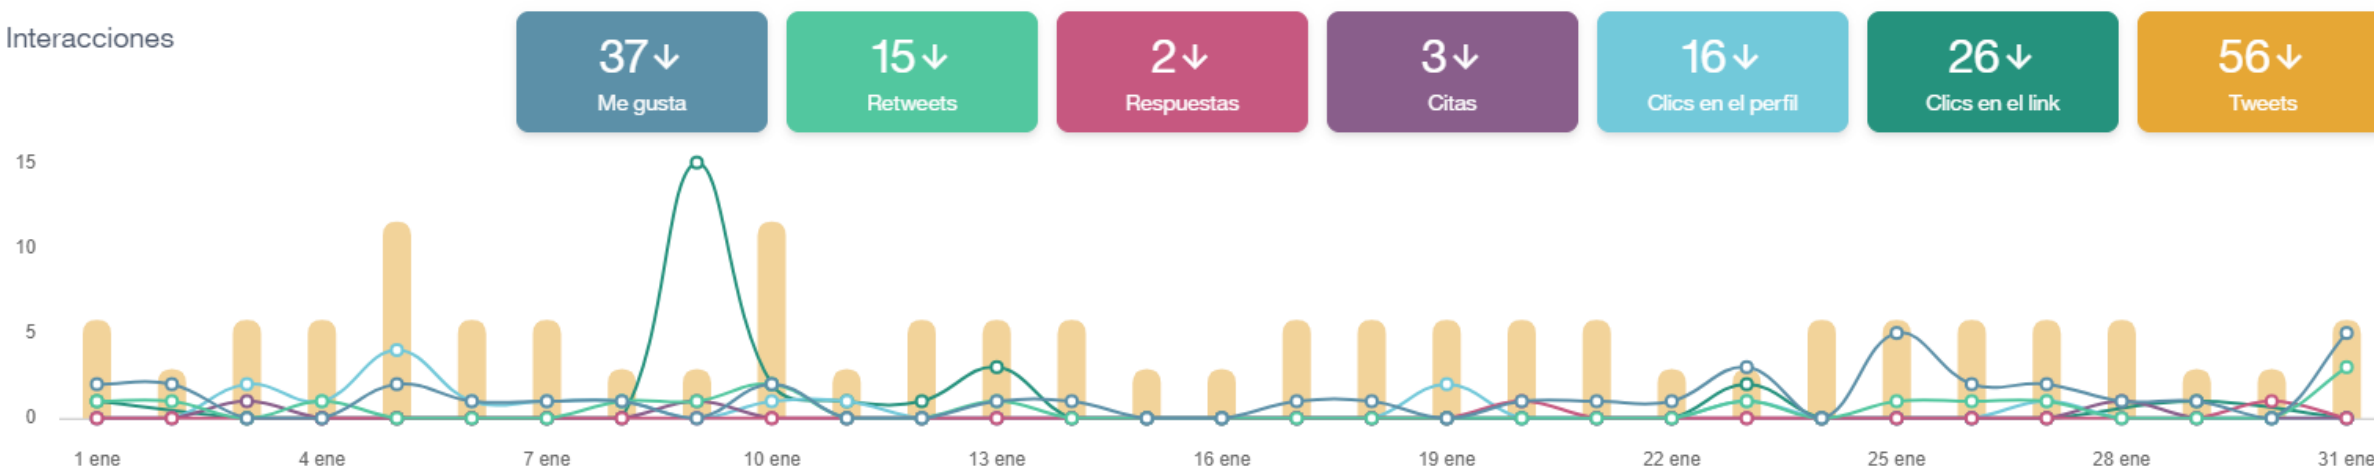 Interacciones
37↓
Me gusta
15↓
Retweets
2↓
Respuestas
3↓
Citas
16↓
Clics en el perfil
26↓
Clics en el link
56↓
Tweets
15
10
5
0
1 ene
4 ene
7 ene
10 ene
13 ene
16 ene
19 ene
22 ene
25 ene
28 ene
31 ene